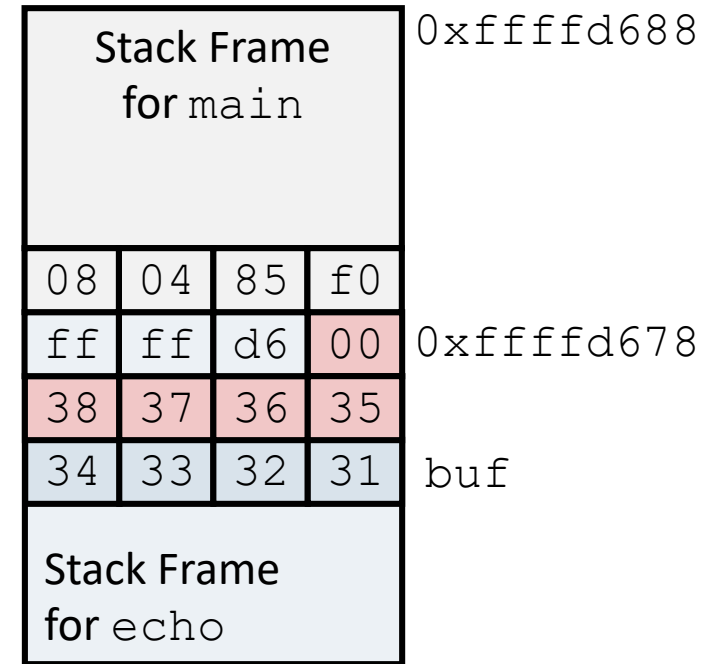 Stack Frame 0xffffd688
for main
08 04 85 f0
ff ff d6 00 0xffffd678
38 37 36 35
34 33 32 31 buf
Stack Frame
for echo